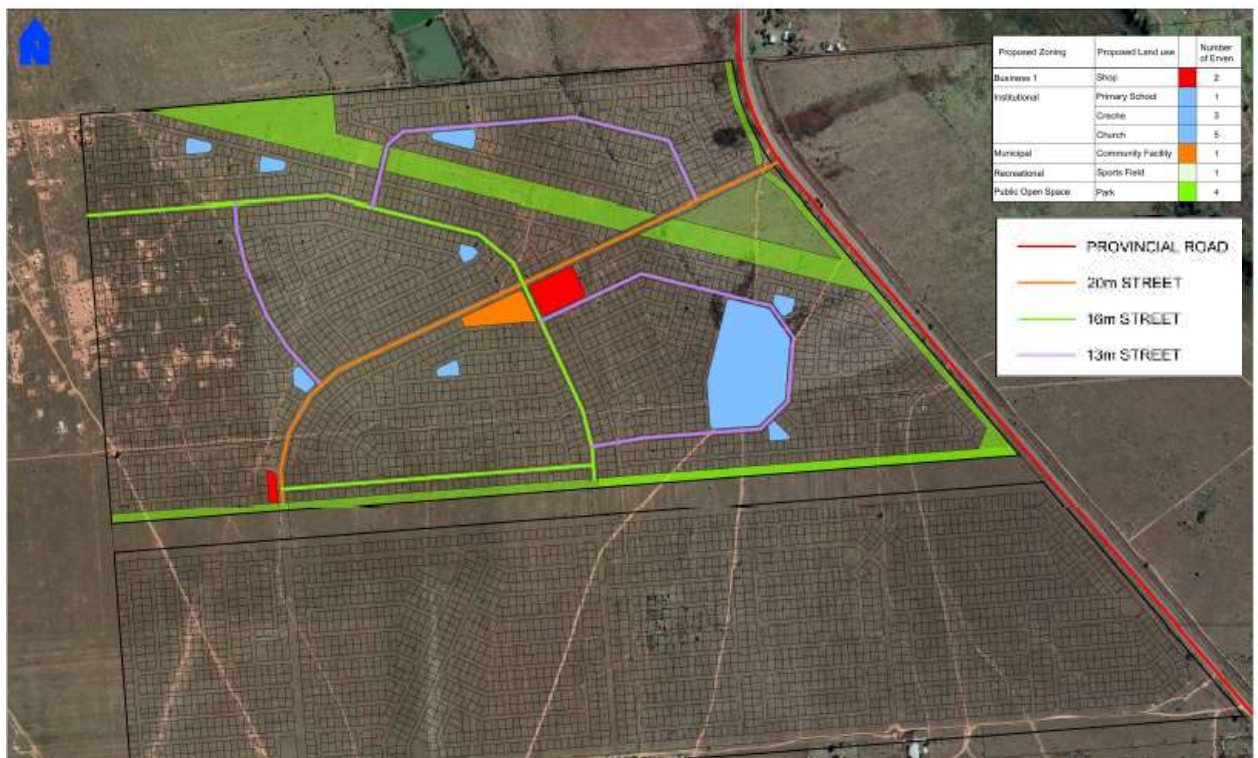 Proposed Zoning Proposed Land use Number of Erven
Business 1 Shop 2
Institutional Primary School 1
Creche 3
Church 5
Municipal Community Facility 1
Recreational Sports Field 1
Public Open Space Park 4
PROVINCIAL ROAD
20m STREET
16m STREET
13m STREET